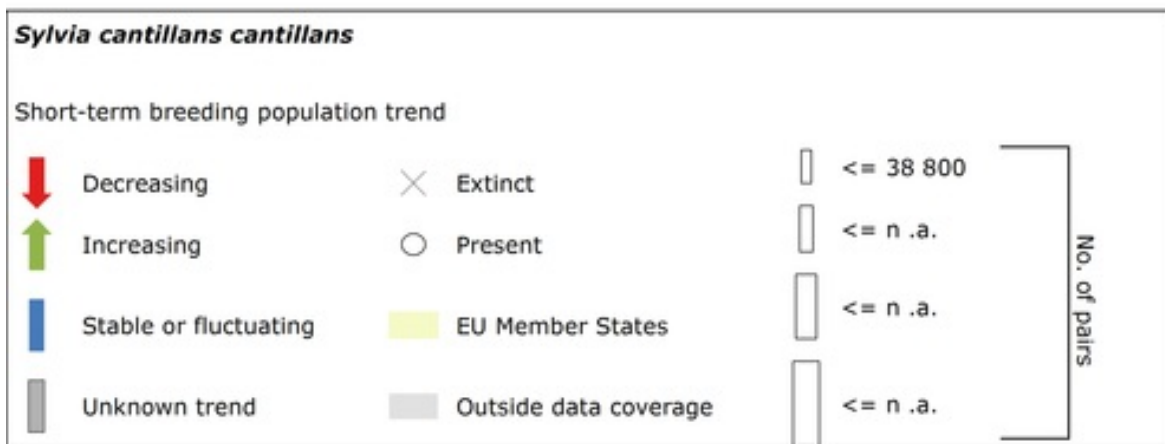 Sylvia cantillans cantillans
Short-term breeding population trend
Decreasing
Extinct
<= 38 800
Increasing
Present
<= n .a.
Stable or fluctuating
EU Member States
<= n .a.
Unknown trend
Outside data coverage
<= n .a.
No. of pairs